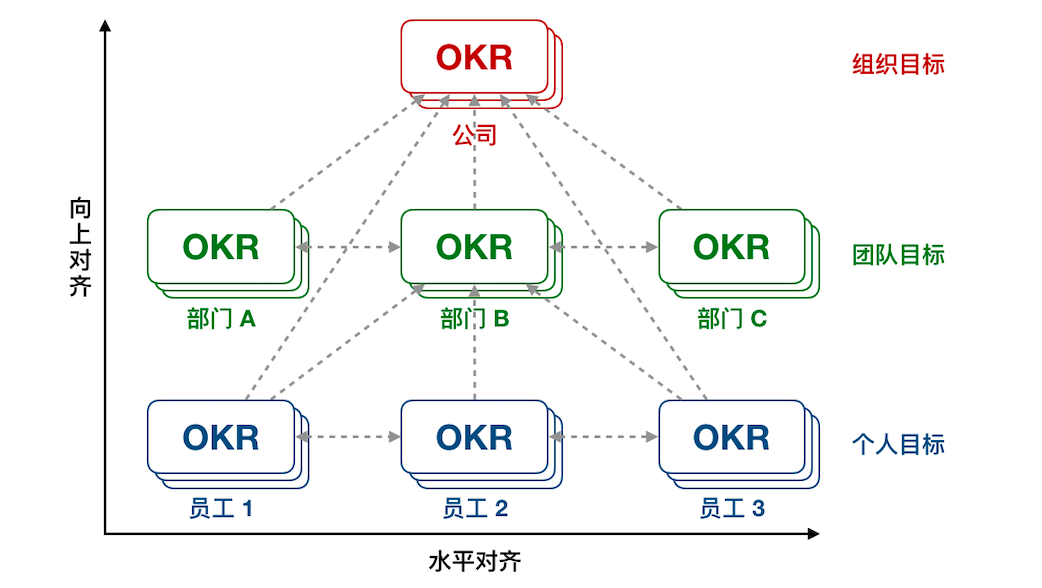 OKR
组织目标
公司
向上对齐
OKR
OKR
OKR
团队目标
部门 A
部门 B
部门 C
OKR
OKR
OKR
个人目标
员工 1
员工 2
员工 3
水平对齐